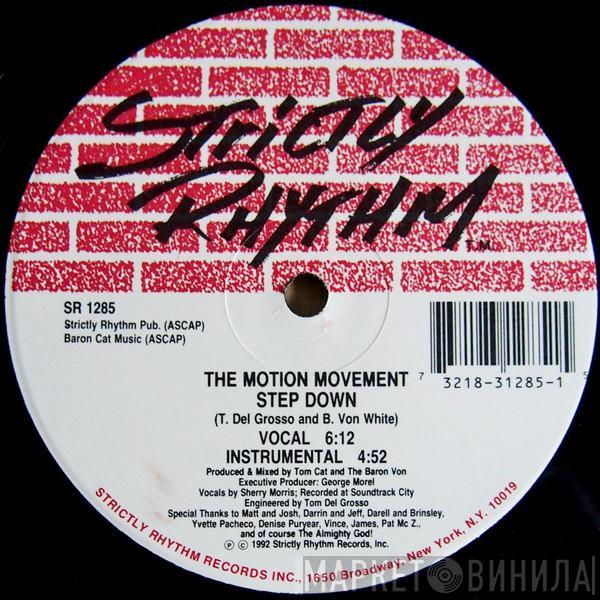 STRICTLY
RHYTHM
T.M.
SR 1285
Strictly Rhythm Pub. (ASCAP)
Baron Cat Music (ASCAP)
7 3218-31285-1 5
THE MOTION MOVEMENT
STEP DOWN
(T. Del Grosso and B. Von White)
VOCAL 6:12
INSTRUMENTAL 4:52
Produced & Mixed by Tom Cat and The Baron Von
Executive Producer: George Morel
Vocals by Sherry Morris; Recorded at Soundtrack City
Engineered by Tom Del Grosso
Special Thanks to Matt and Josh, Darrin and Jeff, Darell and Brinsley,
Yvette Pacheco, Denise Puryear, Vince, James, Pat Mc Z.,
and of course The Almighty God!
Ⓟ © 1992 Strictly Rhythm Records, Inc.
STRICTLY RHYTHM RECORDS INC., 1650 Broadway, New York, N.Y. 10019
МАРКЕТ ВИНИЛА